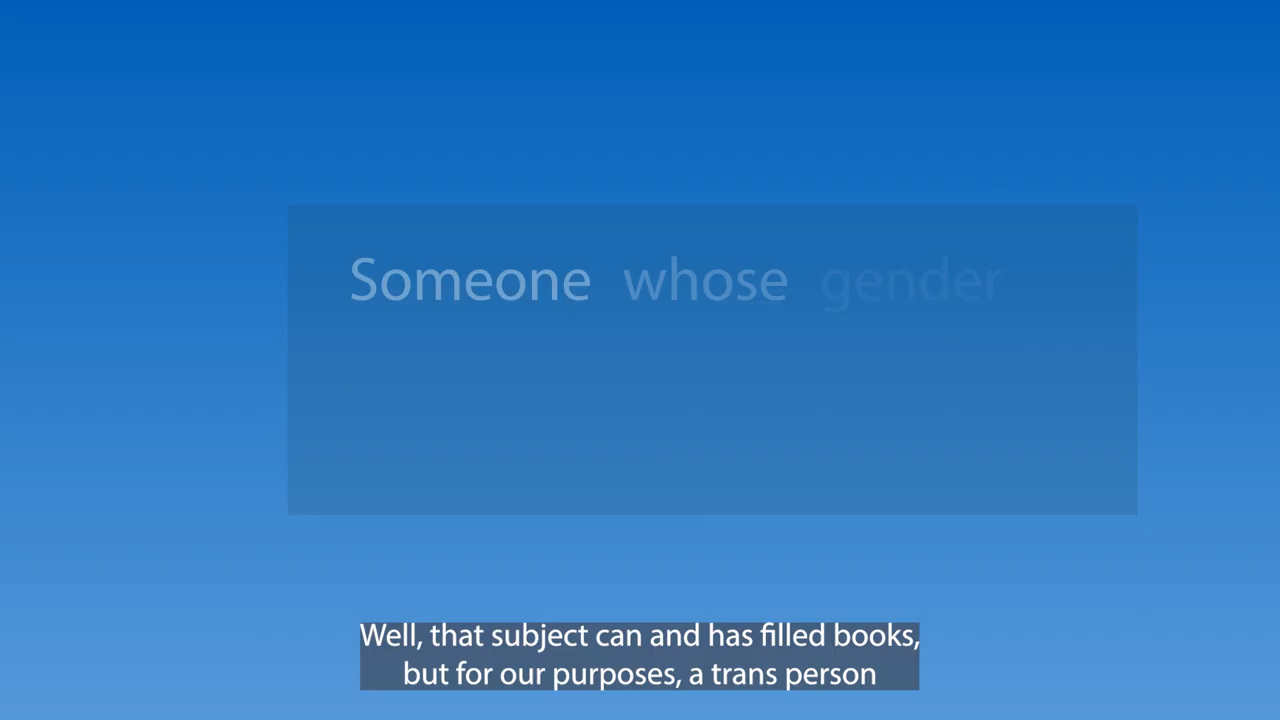 Someone whose gender
Well, that subject can and has filled books,
but for our purposes, a trans person